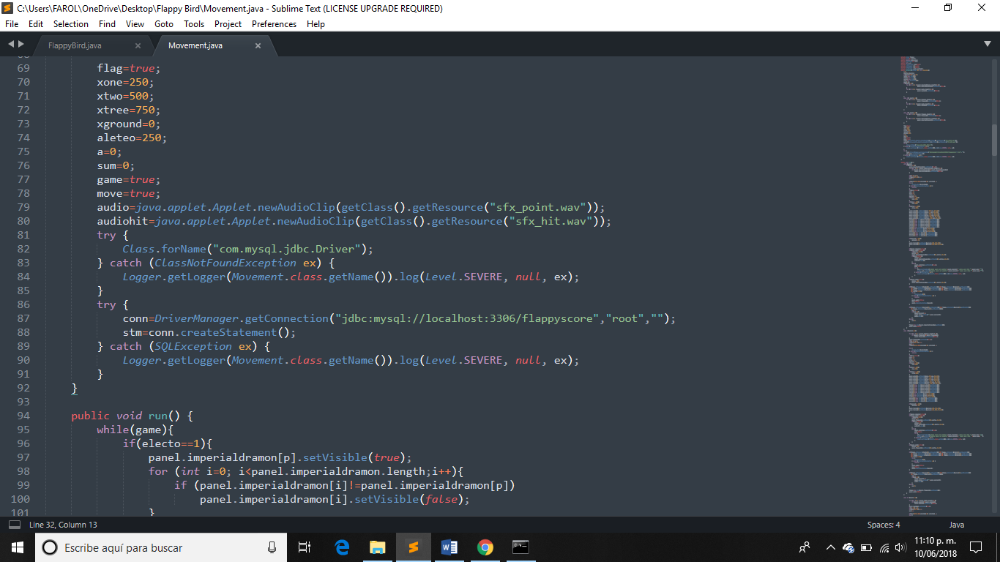 C:\Users\FAROL\OneDrive\Desktop\Flappy Bird\Movement.java - Sublime Text (LICENSE UPGRADE REQUIRED)
File Edit Selection Find View Goto Tools Project Preferences Help
FlappyBird.java × Movement.java ×
69 flag=true;
70 xone=250;
71 xtwo=500;
72 xtree=750;
73 xground=0;
74 aleteo=250;
75 a=0;
76 sum=0;
77 game=true;
78 move=true;
79 audio=java.applet.Applet.newAudioClip(getClass().getResource("sfx_point.wav"));
80 audiohit=java.applet.Applet.newAudioClip(getClass().getResource("sfx_hit.wav"));
81 try {
82 Class.forName("com.mysql.jdbc.Driver");
83 } catch (ClassNotFoundException ex) {
84 Logger.getLogger(Movement.class.getName()).log(Level.SEVERE, null, ex);
85 }
86 try {
87 conn=DriverManager.getConnection("jdbc:mysql://localhost:3306/flappyscore","root","");
88 stm=conn.createStatement();
89 } catch (SQLException ex) {
90 Logger.getLogger(Movement.class.getName()).log(Level.SEVERE, null, ex);
91 }
92 }
93
94 public void run() {
95 while(game){
96 if(electo==1){
97 panel.imperialdramon[p].setVisible(true);
98 for (int i=0; i<panel.imperialdramon.length;i++){
99 if (panel.imperialdramon[i]!=panel.imperialdramon[p])
100 panel.imperialdramon[i].setVisible(false);
101 }
Line 32, Column 13 Spaces: 4 Java
Escribe aquí para buscar
11:10 p. m.
10/06/2018